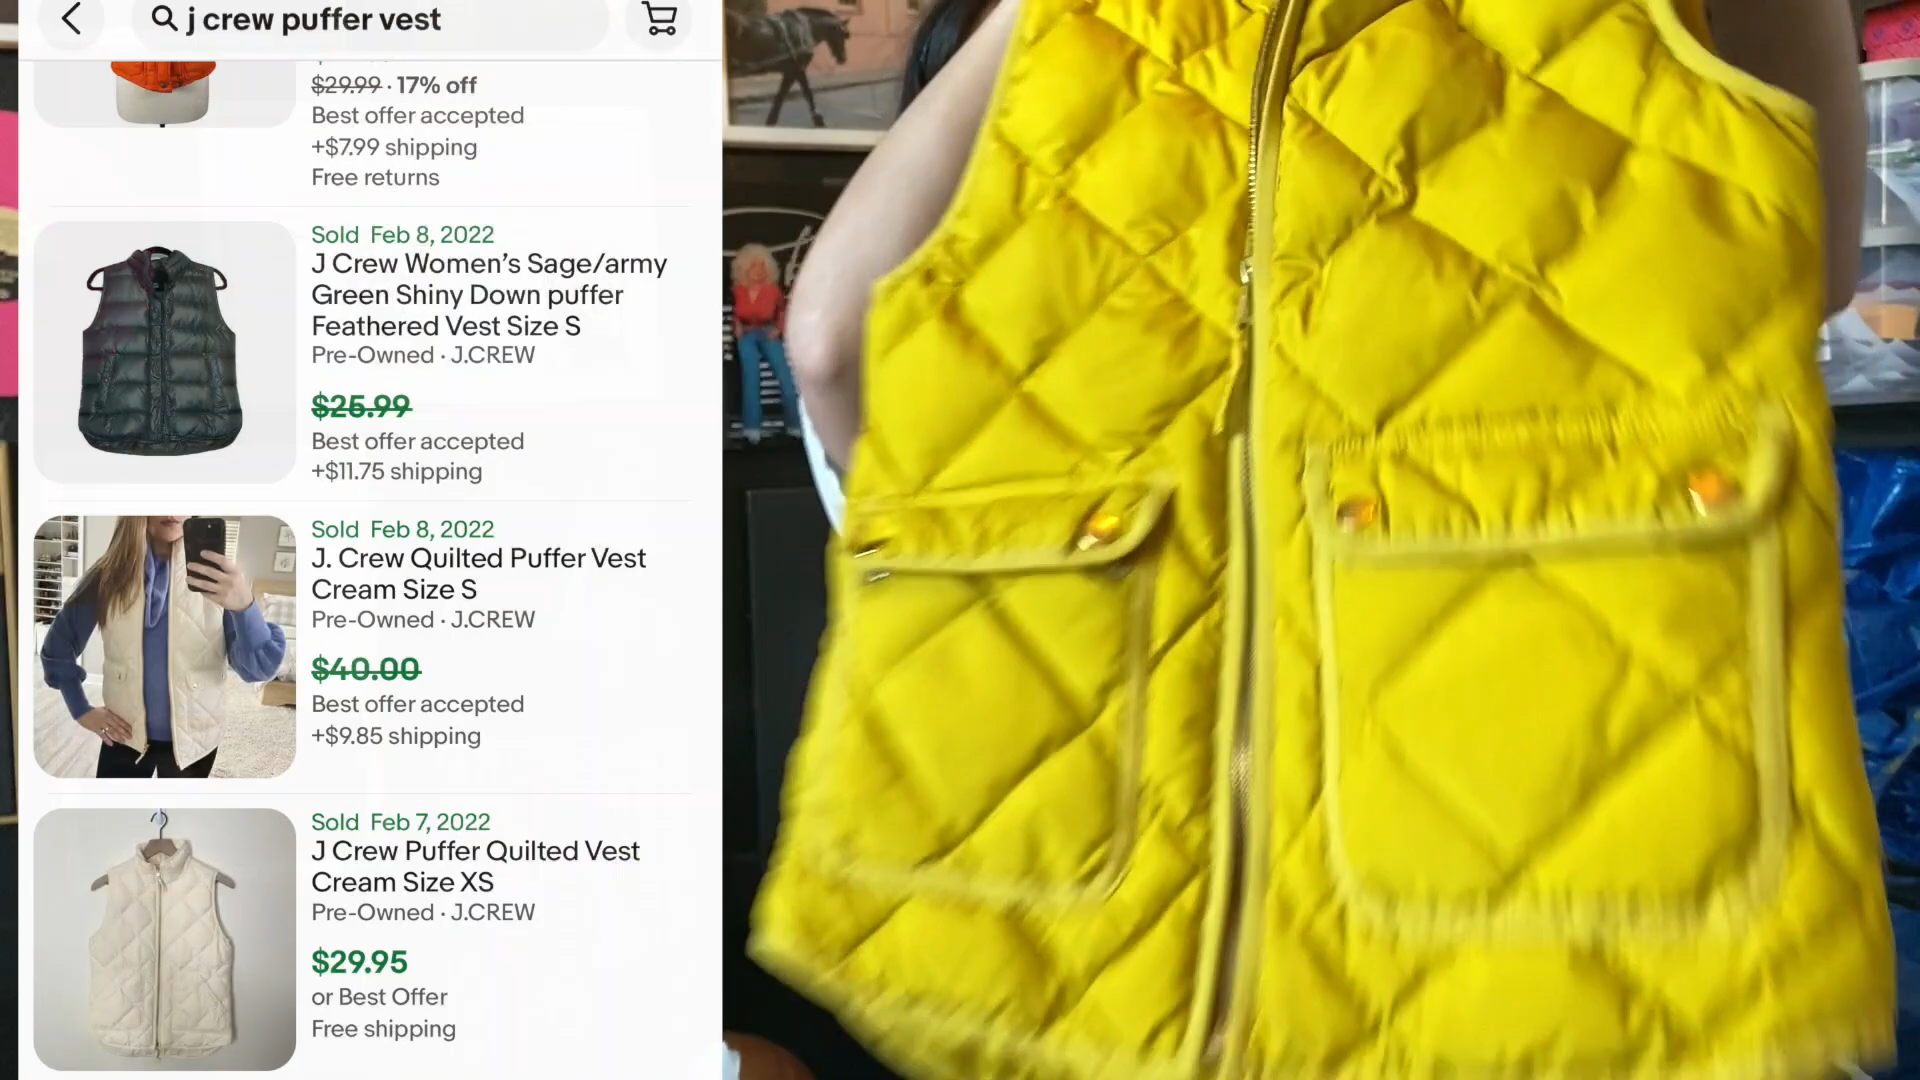 j crew puffer vest
$29.99 · 17% off
Best offer accepted
+$7.99 shipping
Free returns
Sold Feb 8, 2022
J Crew Women's Sage/army
Green Shiny Down puffer
Feathered Vest Size S
Pre-Owned · J.CREW
$25.99
Best offer accepted
+$11.75 shipping
Sold Feb 8, 2022
J. Crew Quilted Puffer Vest
Cream Size S
Pre-Owned · J.CREW
$40.00
Best offer accepted
+$9.85 shipping
Sold Feb 7, 2022
J Crew Puffer Quilted Vest
Cream Size XS
Pre-Owned · J.CREW
$29.95
or Best Offer
Free shipping